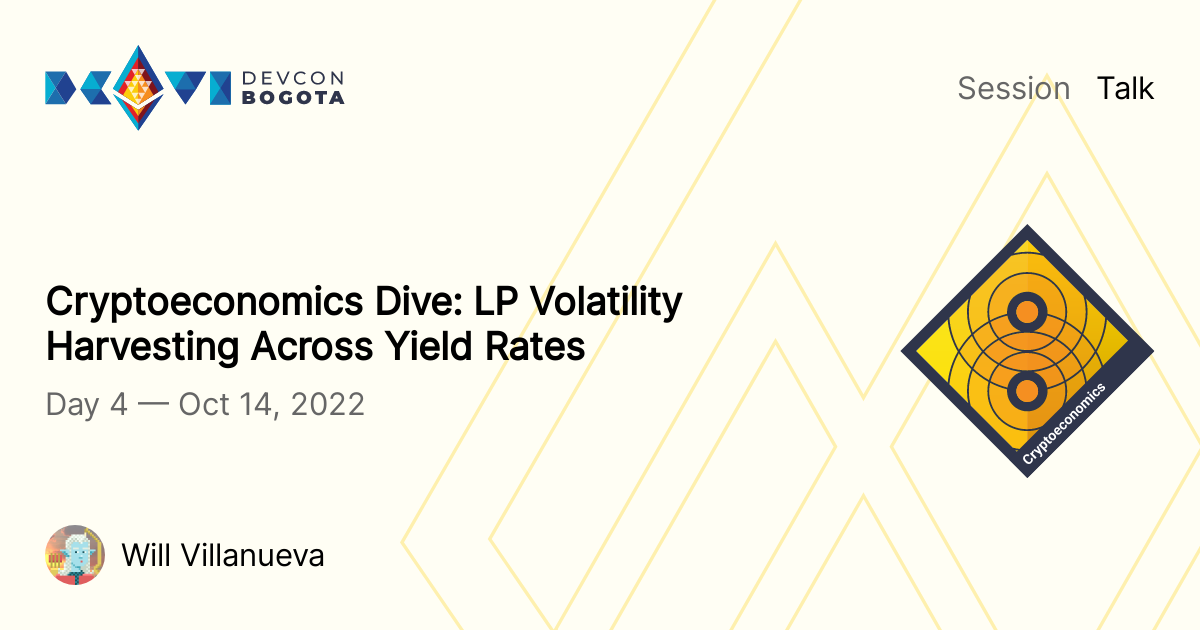 DEVCON
BOGOTA
Session Talk
Cryptoeconomics Dive: LP Volatility
Harvesting Across Yield Rates
Day 4 — Oct 14, 2022
Cryptoeconomics
Will Villanueva